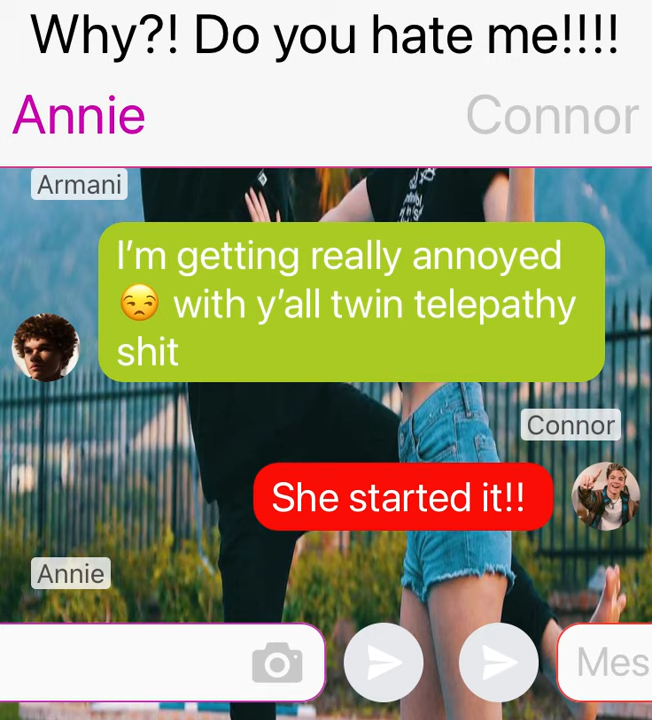 Why?! Do you hate me!!!!
Annie Connor
Armani
I’m getting really annoyed
😒 with y’all twin telepathy
shit
Connor
She started it!!
Annie
Mes